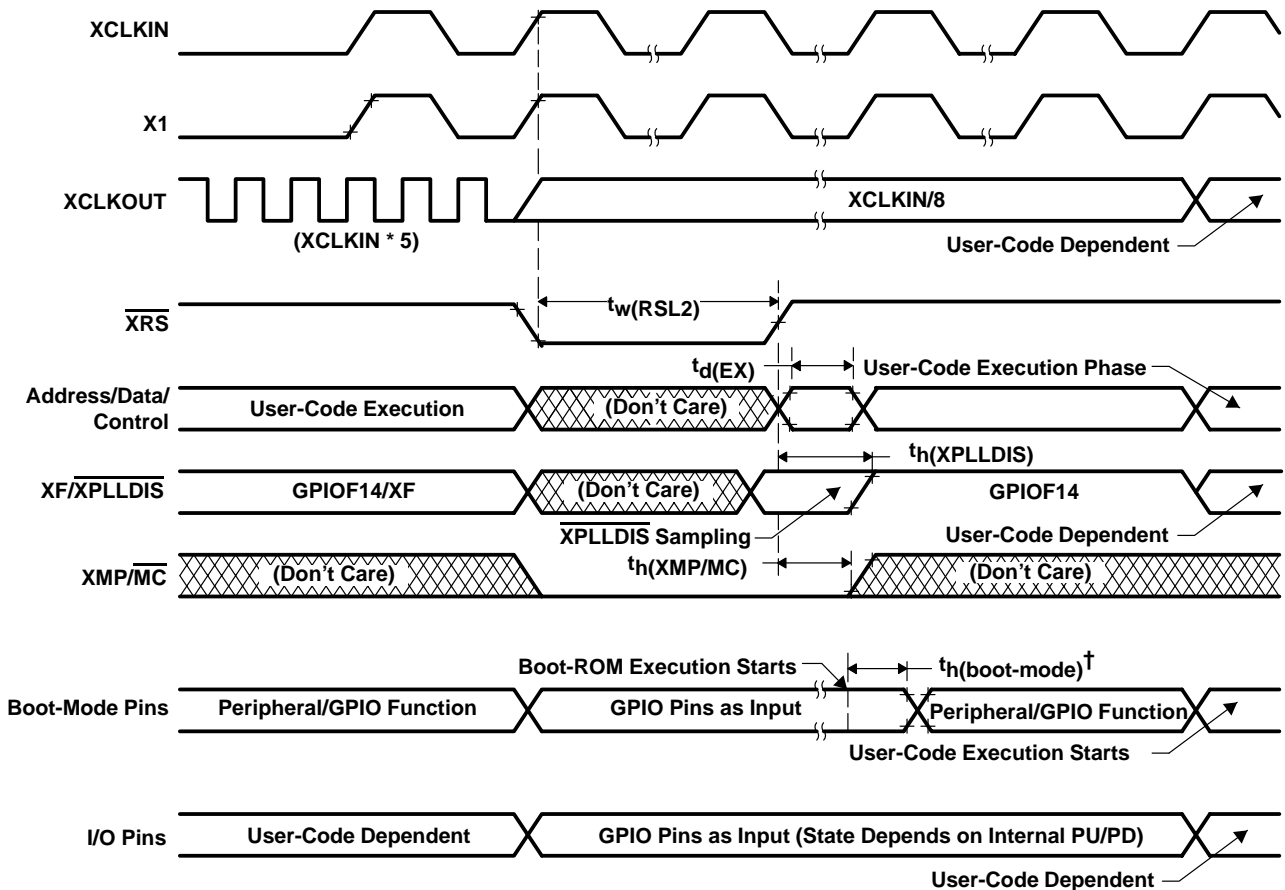 XCLKIN
X1
XCLKOUT
XCLKIN/8
(XCLKIN * 5)
User-Code Dependent
XRS
tw(RSL2)
td(EX)
User-Code Execution Phase
Address/Data/
Control
User-Code Execution
(Don't Care)
th(XPLLDIS)
XF/XPLLDIS
GPIOF14/XF
(Don't Care)
GPIOF14
XPLLDIS Sampling
User-Code Dependent
XMP/MC
(Don't Care)
th(XMP/MC)
(Don't Care)
Boot-ROM Execution Starts
th(boot-mode)†
Boot-Mode Pins
Peripheral/GPIO Function
GPIO Pins as Input
Peripheral/GPIO Function
User-Code Execution Starts
I/O Pins
User-Code Dependent
GPIO Pins as Input (State Depends on Internal PU/PD)
User-Code Dependent